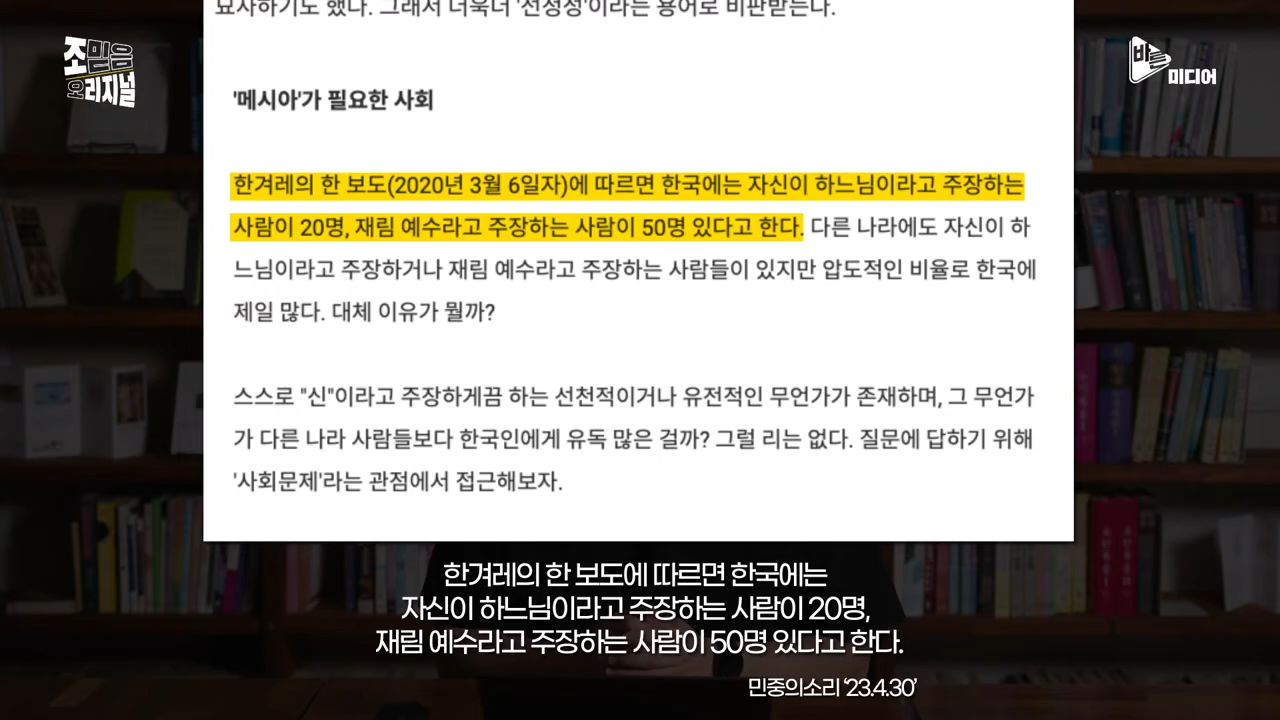 조믿음
오리지널
바른
미디어
묘사하기도 했다. 그래서 더욱더 '선정성'이라는 용어로 비판받는다.
'메시아'가 필요한 사회
한겨레의 한 보도(2020년 3월 6일자)에 따르면 한국에는 자신이 하느님이라고 주장하는
사람이 20명, 재림 예수라고 주장하는 사람이 50명 있다고 한다. 다른 나라에도 자신이 하
느님이라고 주장하거나 재림 예수라고 주장하는 사람들이 있지만 압도적인 비율로 한국에
제일 많다. 대체 이유가 뭘까?
스스로 "신"이라고 주장하게끔 하는 선천적이거나 유전적인 무언가가 존재하며, 그 무언가
가 다른 나라 사람들보다 한국인에게 유독 많은 걸까? 그럴 리는 없다. 질문에 답하기 위해
'사회문제'라는 관점에서 접근해보자.
한겨레의 한 보도에 따르면 한국에는
자신이 하느님이라고 주장하는 사람이 20명,
재림 예수라고 주장하는 사람이 50명 있다고 한다.
민중의소리 ‘23.4.30’